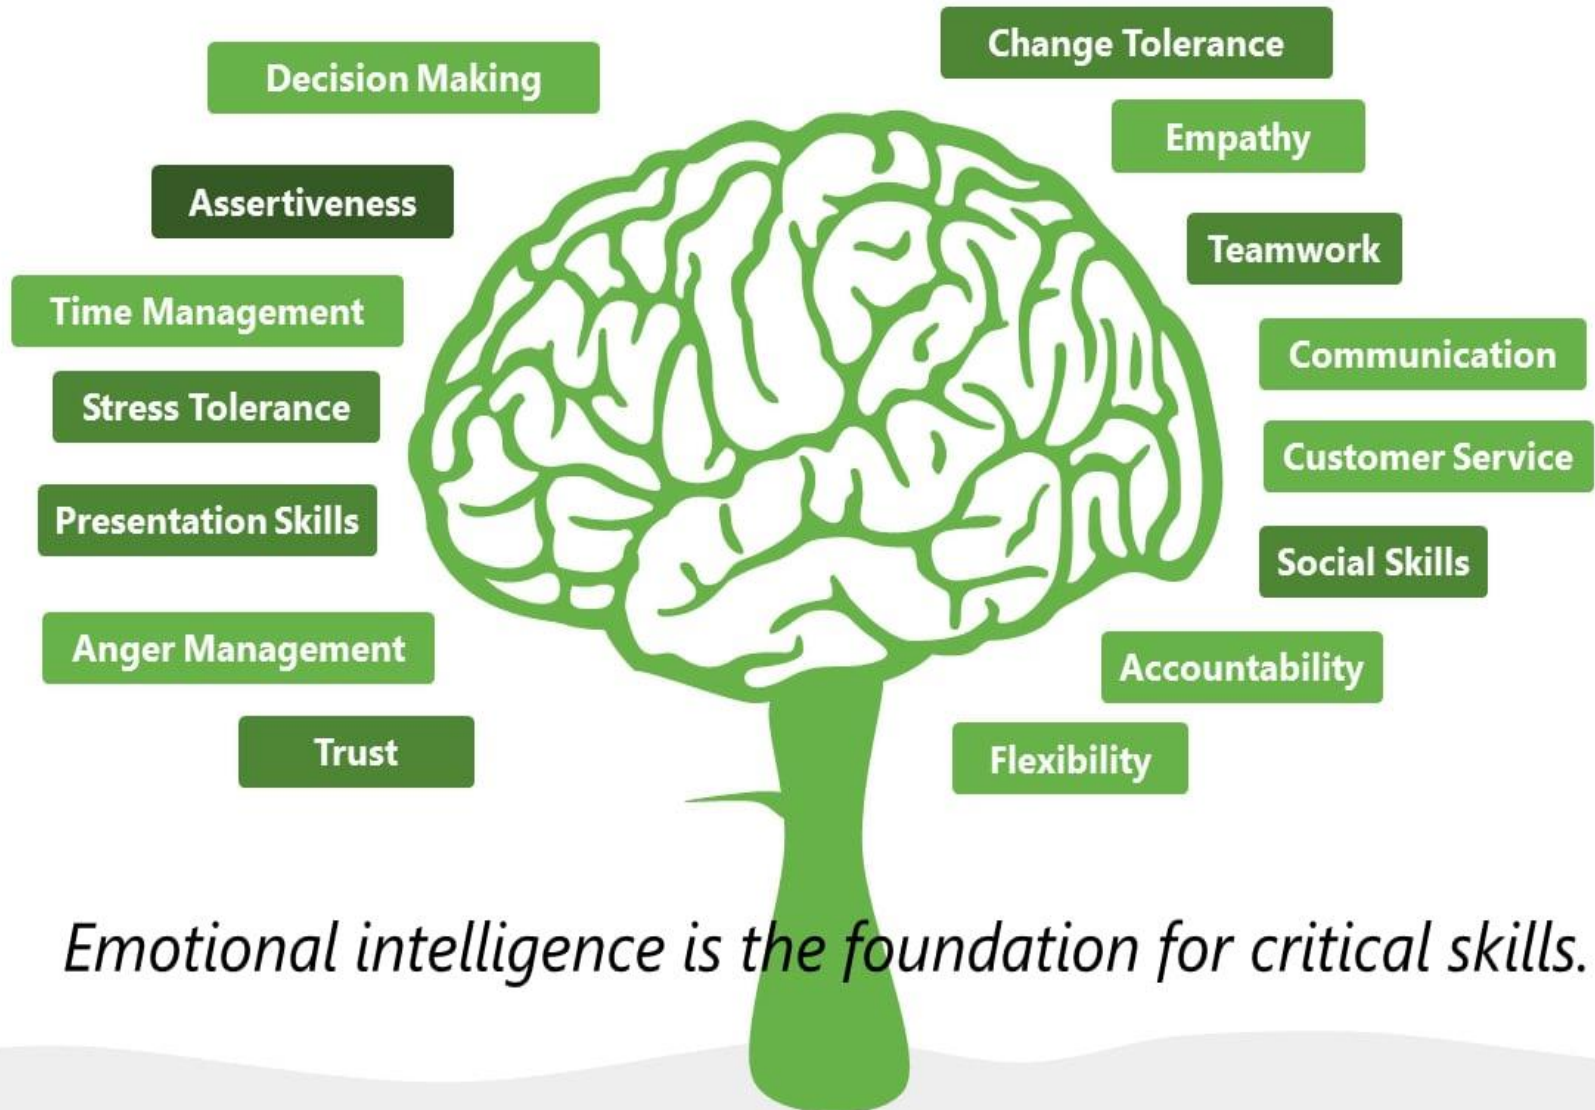 Decision Making
Assertiveness
Time Management
Stress Tolerance
Presentation Skills
Anger Management
Trust
Change Tolerance
Empathy
Teamwork
Communication
Customer Service
Social Skills
Accountability
Flexibility
Emotional intelligence is the foundation for critical skills.